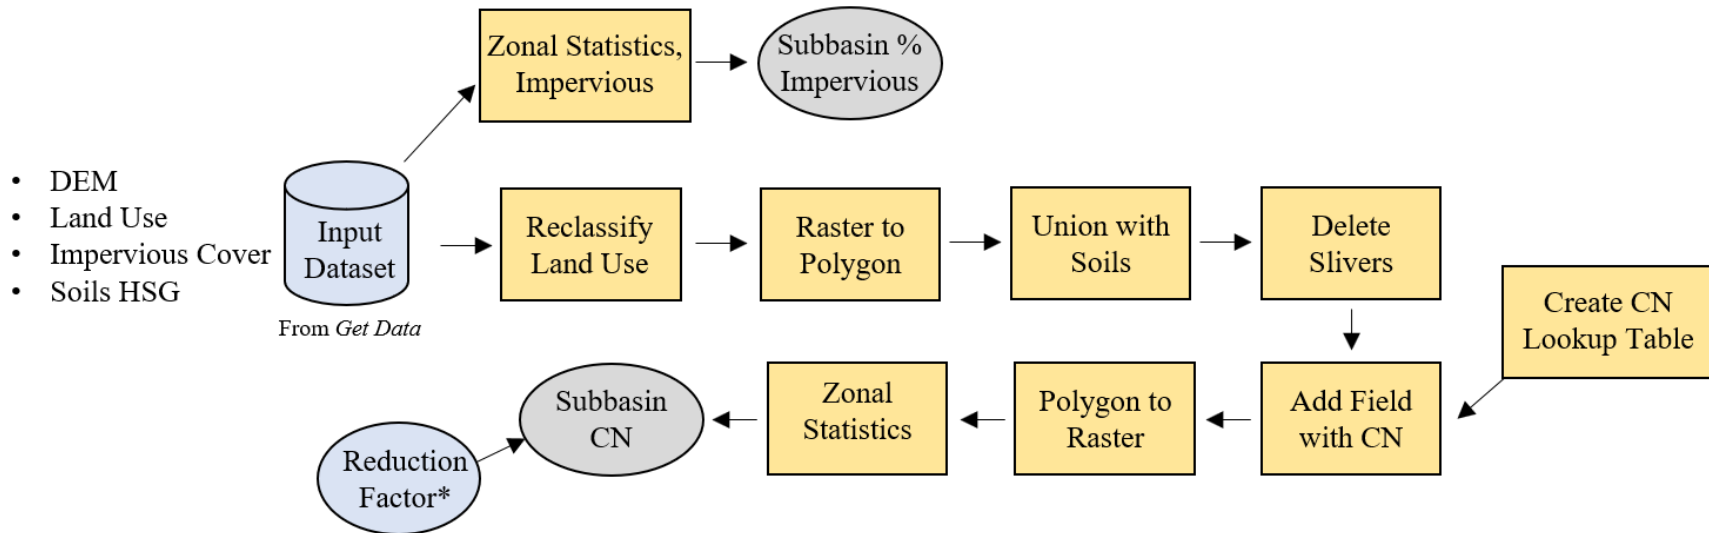 Zonal Statistics,
Impervious
Subbasin %
Impervious
• DEM
• Land Use
• Impervious Cover
• Soils HSG
Input
Dataset
From Get Data
Reclassify
Land Use
Raster to
Polygon
Union with
Soils
Delete
Slivers
Create CN
Lookup Table
Add Field
with CN
Polygon to
Raster
Zonal
Statistics
Subbasin
CN
Reduction
Factor*